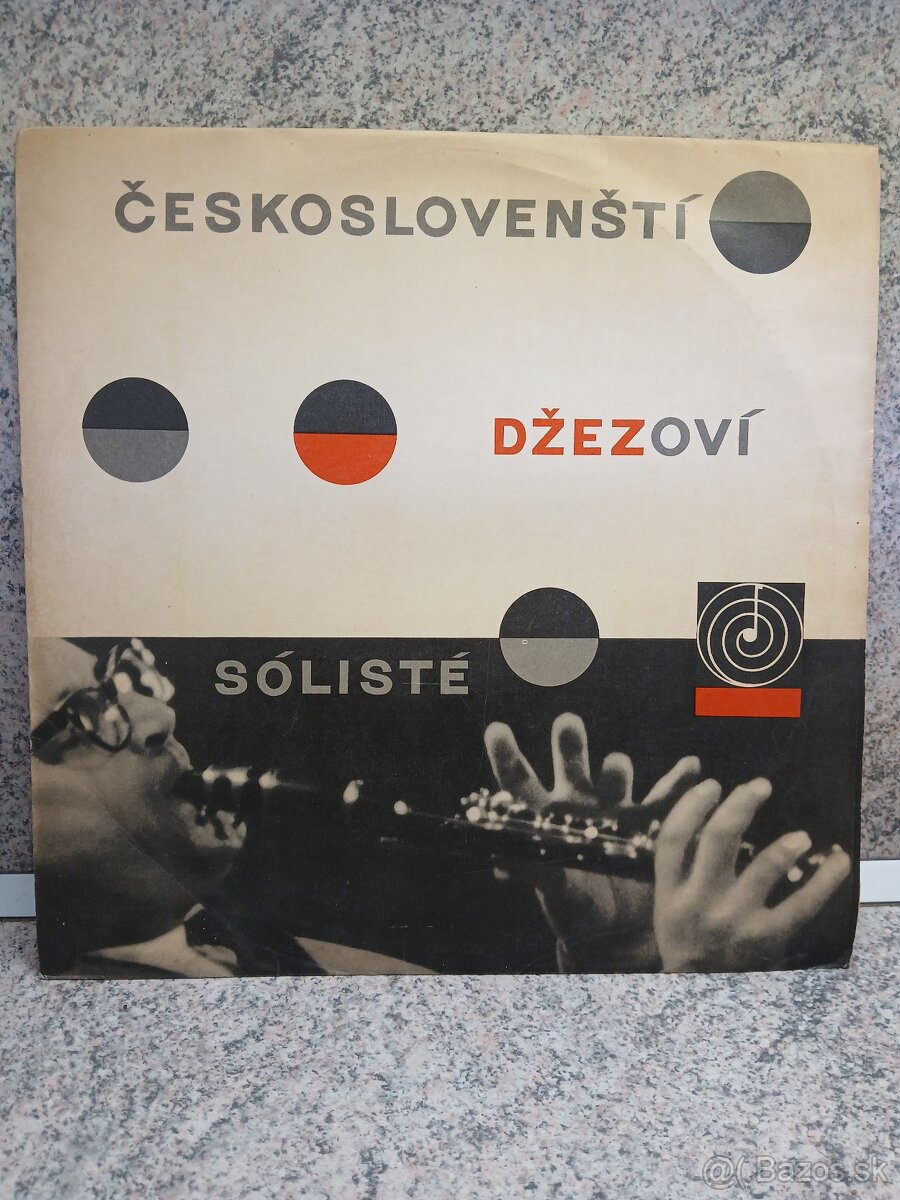 ČESKOSLOVENŠTÍ
DŽEZOVÍ
SÓLISTÉ
@( Bazos.sk